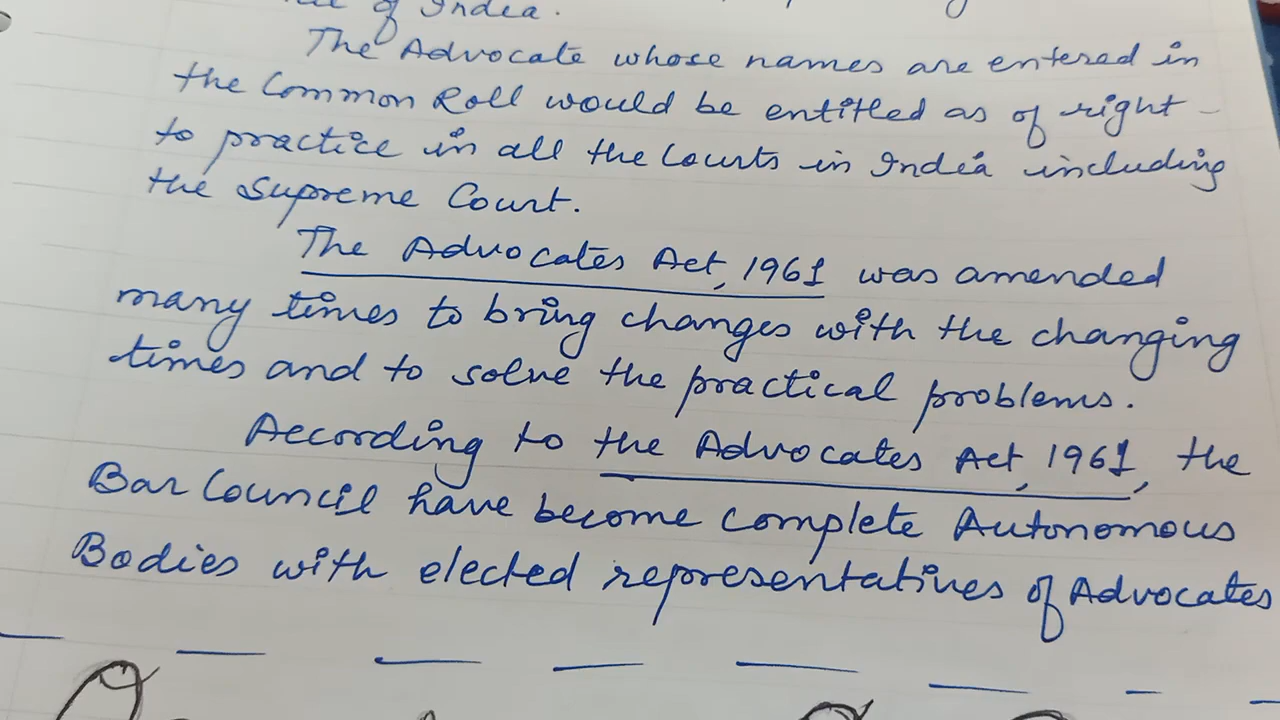 of India.
The Advocate whose names are entered in
the Common Roll would be entitled as of right
to practice in all the Courts in India including
the Supreme Court.
The Advocates Act, 1961 was amended
many times to bring changes with the changing
times and to solve the practical problems.
According to the Advocates Act, 1961, the
Bar Council have become complete Autonomous
Bodies with elected representatives of Advocates